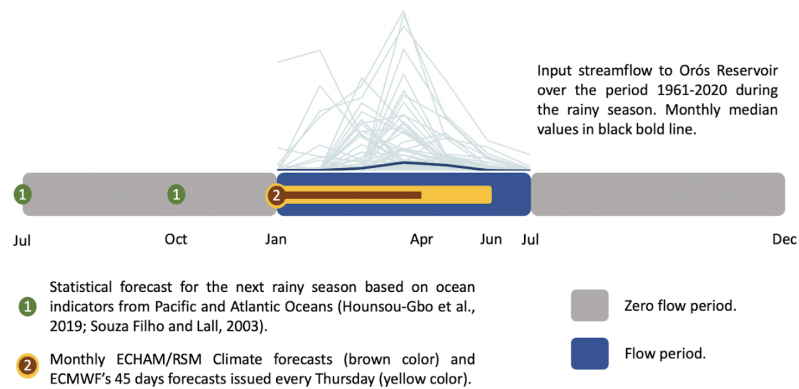 Input streamflow to Orós Reservoir
over the period 1961-2020 during
the rainy season. Monthly median
values in black bold line.
1 1 2
Jul Oct Jan Apr Jun Jul Dec
1 Statistical forecast for the next rainy season based on ocean
indicators from Pacific and Atlantic Oceans (Hounsou-Gbo et al.,
2019; Souza Filho and Lall, 2003).
2 Monthly ECHAM/RSM Climate forecasts (brown color) and
ECMWF's 45 days forecasts issued every Thursday (yellow color).
Zero flow period.
Flow period.